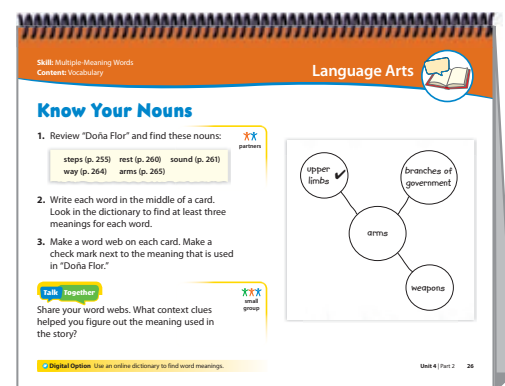 Skill: Multiple-Meaning Words
Content: Vocabulary
Language Arts
Know Your Nouns
1. Review “Doña Flor” and find these nouns:
partners
steps (p. 255) rest (p. 260) sound (p. 261)
way (p. 264) arms (p. 265)
2. Write each word in the middle of a card.
Look in the dictionary to find at least three
meanings for each word.
3. Make a word web on each card. Make a
check mark next to the meaning that is used
in “Doña Flor.”
Talk Together
Share your word webs. What context clues
helped you figure out the meaning used in
the story?
small
group
upper
limbs ✔
branches of
government
arms
weapons
Digital Option Use an online dictionary to find word meanings.
Unit 4 | Part 2 26